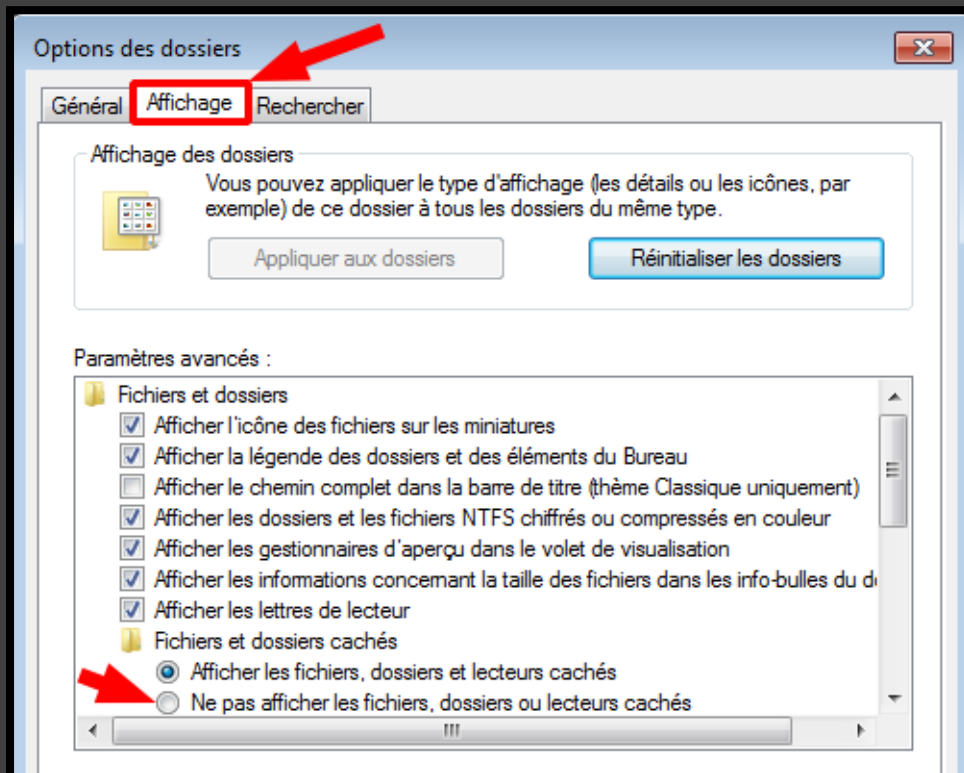 Options des dossiers
Général Affichage Rechercher
Affichage des dossiers
Vous pouvez appliquer le type d'affichage (les détails ou les icônes, par
exemple) de ce dossier à tous les dossiers du même type.
Appliquer aux dossiers Réinitialiser les dossiers
Paramètres avancés :
Fichiers et dossiers
Afficher l'icône des fichiers sur les miniatures
Afficher la légende des dossiers et des éléments du Bureau
Afficher le chemin complet dans la barre de titre (thème Classique uniquement)
Afficher les dossiers et les fichiers NTFS chiffrés ou compressés en couleur
Afficher les gestionnaires d'aperçu dans le volet de visualisation
Afficher les informations concernant la taille des fichiers dans les info-bulles du
Afficher les lettres de lecteur
Fichiers et dossiers cachés
Afficher les fichiers, dossiers et lecteurs cachés
Ne pas afficher les fichiers, dossiers ou lecteurs cachés